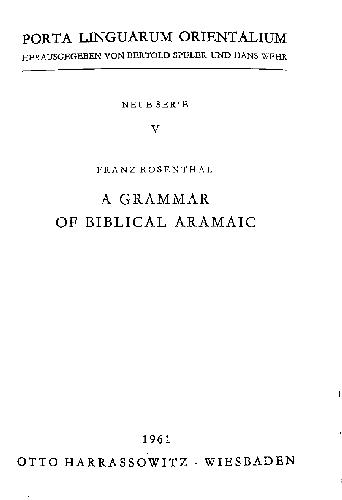 PORTA LINGUARUM ORIENTALIUM
HERAUSGEGEBEN VON BERTOLD SPULER UND HANS WEHR
NEUE SERIE
V
FRANZ ROSENTHAL
A GRAMMAR
OF BIBLICAL ARAMAIC
1961
OTTO HARRASSOWITZ · WIESBADEN